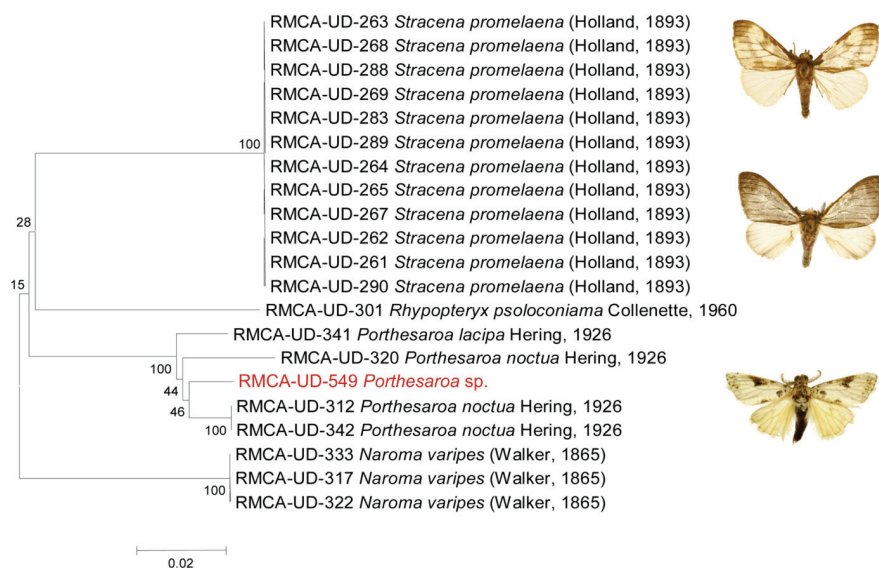 RMCA-UD-263 Stracena promelaena (Holland, 1893)
RMCA-UD-268 Stracena promelaena (Holland, 1893)
RMCA-UD-288 Stracena promelaena (Holland, 1893)
RMCA-UD-269 Stracena promelaena (Holland, 1893)
RMCA-UD-283 Stracena promelaena (Holland, 1893)
100 RMCA-UD-289 Stracena promelaena (Holland, 1893)
RMCA-UD-264 Stracena promelaena (Holland, 1893)
RMCA-UD-265 Stracena promelaena (Holland, 1893)
RMCA-UD-267 Stracena promelaena (Holland, 1893)
28 RMCA-UD-262 Stracena promelaena (Holland, 1893)
RMCA-UD-261 Stracena promelaena (Holland, 1893)
15 RMCA-UD-290 Stracena promelaena (Holland, 1893)
RMCA-UD-301 Rhypopteryx psoloconiama Collenette, 1960
RMCA-UD-341 Porthesaroa lacipa Hering, 1926
RMCA-UD-320 Porthesaroa noctua Hering, 1926
100
RMCA-UD-549 Porthesaroa sp.
44
RMCA-UD-312 Porthesaroa noctua Hering, 1926
46
100 RMCA-UD-342 Porthesaroa noctua Hering, 1926
RMCA-UD-333 Naroma varipes (Walker, 1865)
RMCA-UD-317 Naroma varipes (Walker, 1865)
100 RMCA-UD-322 Naroma varipes (Walker, 1865)
0.02